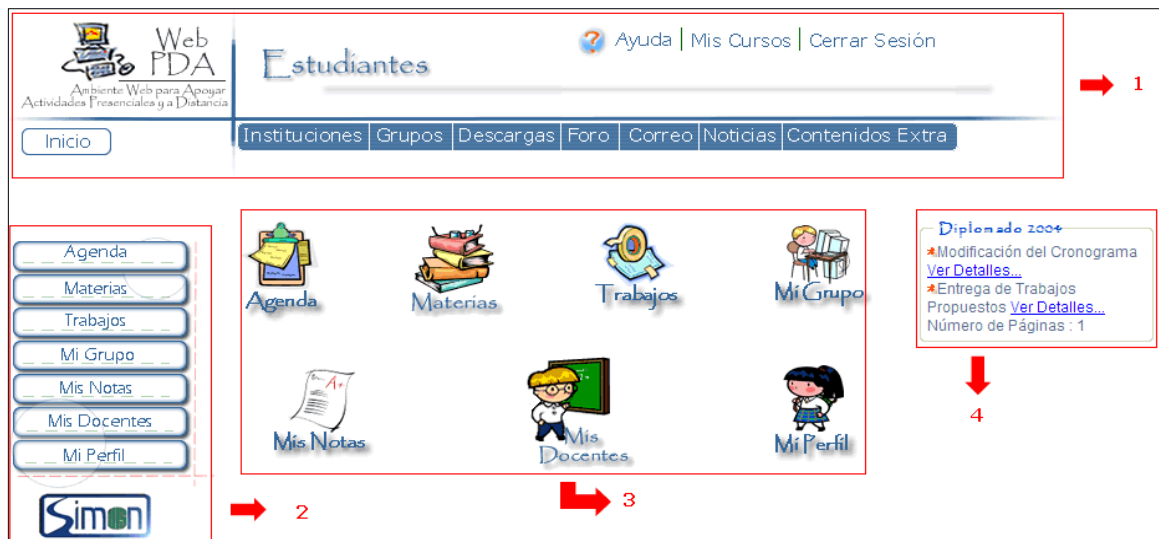 Web
PDA
Ambiente Web para Apoyar
Actividades Presenciales y a Distancia
Estudiantes
Ayuda | Mis Cursos | Cerrar Sesión
1
Inicio
Instituciones | Grupos | Descargas | Foro | Correo | Noticias | Contenidos Extra
Agenda
Materias
Trabajos
Mi Grupo
Mis Notas
Mis Docentes
Mi Perfil
Simon
2
Agenda
Materias
Trabajos
Mi Grupo
A+
Mis Notas
Mis
Docentes
Mi Perfil
3
Diplomado 2004
Modificación del Cronograma
Ver Detalles...
Entrega de Trabajos
Propuestos Ver Detalles...
Número de Páginas : 1
4